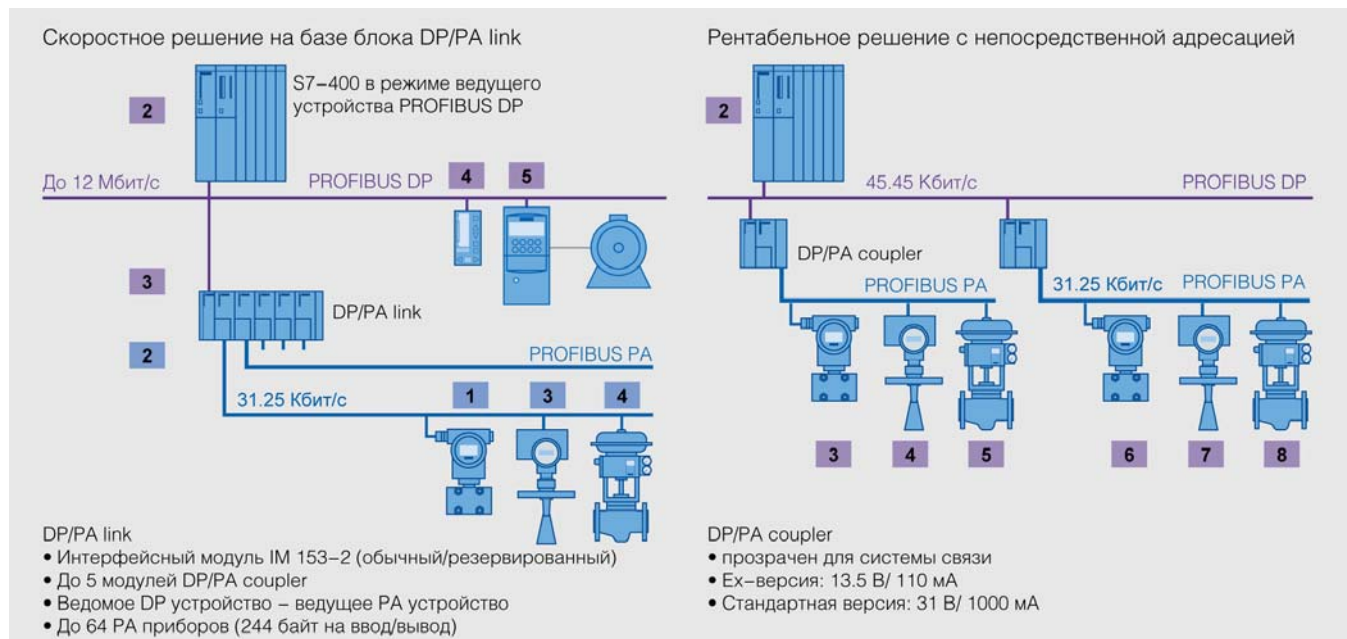 Скоростное решение на базе блока DP/PA link
S7–400 в режиме ведущего
устройства PROFIBUS DP
2
До 12 Мбит/с
PROFIBUS DP
4
5
3
DP/PA link
2
PROFIBUS PA
31.25 Кбит/с
1
3
4
DP/PA link
• Интерфейсный модуль IM 153–2 (обычный/резервированный)
• До 5 модулей DP/PA coupler
• Ведомое DP устройство – ведущее PA устройство
• До 64 PA приборов (244 байт на ввод/вывод)
Рентабельное решение с непосредственной адресацией
2
45.45 Кбит/с
PROFIBUS DP
DP/PA coupler
PROFIBUS PA
31.25 Кбит/с
PROFIBUS PA
3
4
5
6
7
8
DP/PA coupler
• прозрачен для системы связи
• Ex–версия: 13.5 В/ 110 мА
• Стандартная версия: 31 В/ 1000 мА